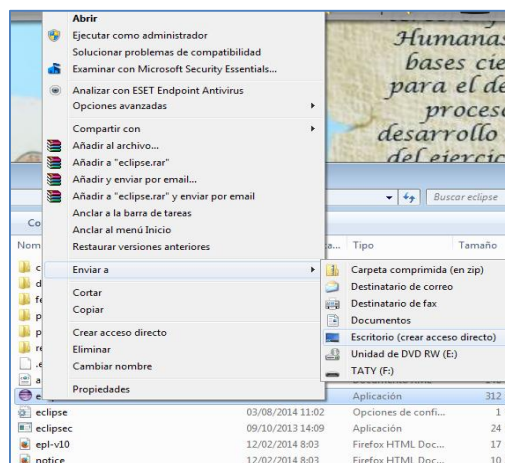 Abrir
Ejecutar como administrador
Solucionar problemas de compatibilidad
Examinar con Microsoft Security Essentials...
Analizar con ESET Endpoint Antivirus
Opciones avanzadas
Compartir con
Añadir al archivo...
Añadir a "eclipse.rar"
Añadir y enviar por email...
Añadir a "eclipse.rar" y enviar por email
Anclar a la barra de tareas
Anclar al menú Inicio
Restaurar versiones anteriores
Enviar a
Cortar
Copiar
Crear acceso directo
Eliminar
Cambiar nombre
Propiedades
Carpeta comprimida (en zip)
Destinatario de correo
Destinatario de fax
Documentos
Escritorio (crear acceso directo)
Unidad de DVD RW (E:)
TATY (F:)
Humanas
bases cie
para el de
proceso
desarrollo
del ejercic
Buscar eclipse
Co
Nom
Tipo Tamaño
Aplicación 312
eclipse 03/08/2014 11:02 Opciones de confi... 1
eclipsec 09/10/2013 14:09 Aplicación 24
epl-v10 12/02/2014 8:03 Firefox HTML Doc... 17
notice 12/02/2014 8:03 Firefox HTML Doc... 10